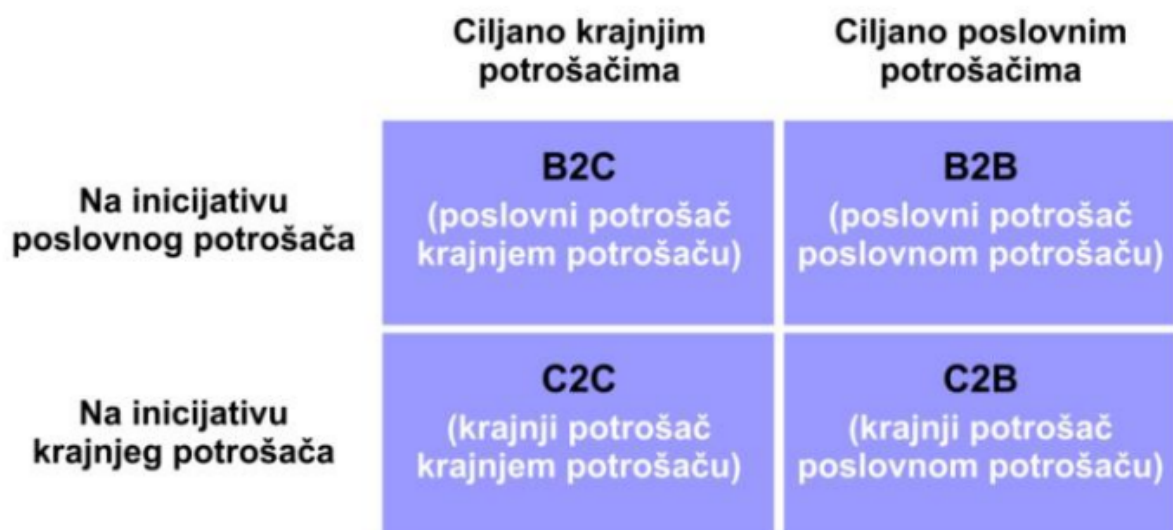 Ciljano krajnjim
potrošačima
Ciljano poslovnim
potrošačima
Na inicijativu
poslovnog potrošača
B2C
(poslovni potrošač
krajnjem potrošaču)
B2B
(poslovni potrošač
poslovnom potrošaču)
Na inicijativu
krajnjeg potrošača
C2C
(krajnji potrošač
krajnjem potrošaču)
C2B
(krajnji potrošač
poslovnom potrošaču)